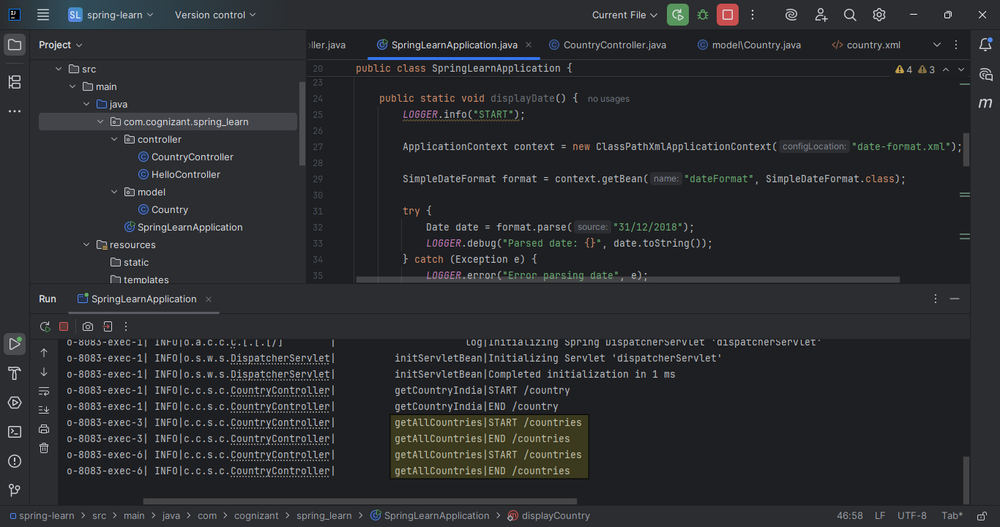 SL spring-learn Version control Current File
Project
src
main
java
com.cognizant.spring_learn
controller
CountryController
HelloController
model
Country
SpringLearnApplication
resources
static
templates
ller.java SpringLearnApplication.java CountryController.java model\Country.java country.xml
20 public class SpringLearnApplication { 4 3
23
24 public static void displayDate() { no usages
25 LOGGER.info("START");
26
27 ApplicationContext context = new ClassPathXmlApplicationContext( configLocation: "date-format.xml");
28
29 SimpleDateFormat format = context.getBean( name: "dateFormat", SimpleDateFormat.class);
30
31 try {
32 Date date = format.parse( source: "31/12/2018");
33 LOGGER.debug("Parsed date: {}", date.toString());
34 } catch (Exception e) {
35 LOGGER.error("Error parsing date", e);
m
Run SpringLearnApplication
o-8083-exec-1| INFO|o.a.c.c.C.[.[.[/] | log|Initializing Spring DispatcherServlet 'dispatcherServlet'
o-8083-exec-1| INFO|o.s.w.s.DispatcherServlet| initServletBean|Initializing Servlet 'dispatcherServlet'
o-8083-exec-1| INFO|o.s.w.s.DispatcherServlet| initServletBean|Completed initialization in 1 ms
o-8083-exec-1| INFO|c.c.s.c.CountryController| getCountryIndia|START /country
o-8083-exec-1| INFO|c.c.s.c.CountryController| getCountryIndia|END /country
o-8083-exec-3| INFO|c.c.s.c.CountryController| getAllCountries|START /countries
o-8083-exec-3| INFO|c.c.s.c.CountryController| getAllCountries|END /countries
o-8083-exec-6| INFO|c.c.s.c.CountryController| getAllCountries|START /countries
o-8083-exec-6| INFO|c.c.s.c.CountryController| getAllCountries|END /countries
spring-learn > src > main > java > com > cognizant > spring_learn > SpringLearnApplication > displayCountry 46:58 LF UTF-8 Tab*